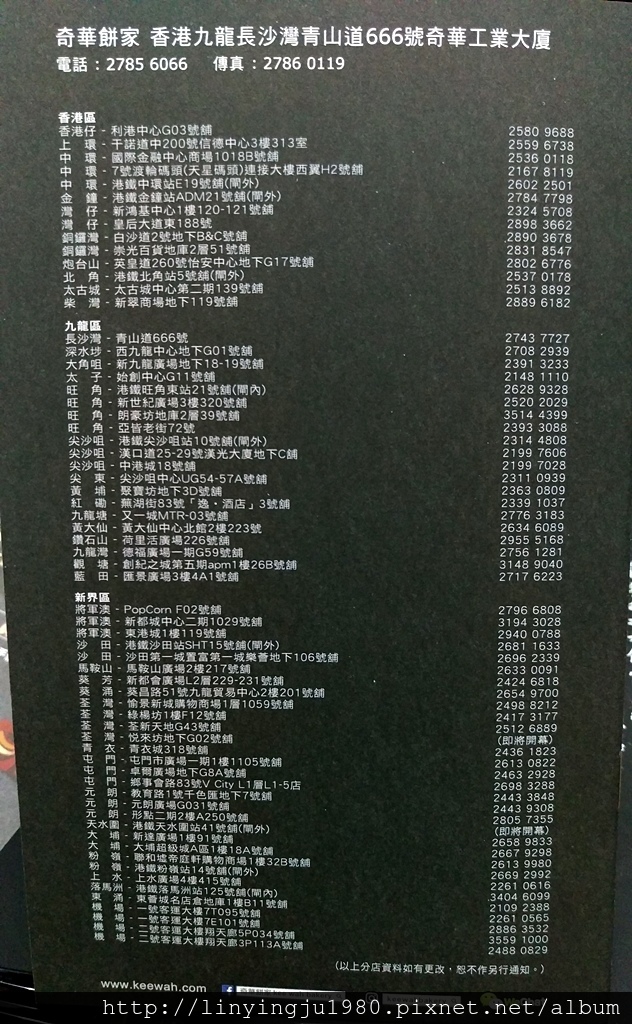 奇華餅家 香港九龍長沙灣青山道666號奇華工業大廈
電話：2785 6066 傳真：2786 0119
香港區
香港仔 - 利港中心G03號舖 2580 9688
上　環 - 干諾道中200號信德中心3樓313室 2559 6738
中　環 - 國際金融中心商場1018B號舖 2536 0118
中　環 - 7號渡輪碼頭(天星碼頭)連接大樓西翼H2號舖 2167 8119
中　環 - 港鐵中環站E19號舖(閘外) 2602 2501
金　鐘 - 港鐵金鐘站ADM21號舖(閘外) 2784 7798
灣　仔 - 新鴻基中心1樓120-121號舖 2324 5708
灣　仔 - 皇后大道東188號 2898 3662
銅鑼灣 - 白沙道2號地下B&C號舖 2890 3678
銅鑼灣 - 崇光百貨地庫2層51號舖 2831 8547
炮台山 - 英皇道260號怡安中心地下G17號舖 2802 6776
北　角 - 港鐵北角站5號舖(閘外) 2537 0178
太古城 - 太古城中心第二期139號舖 2513 8892
柴　灣 - 新翠商場地下119號舖 2889 6182
九龍區
長沙灣 - 青山道666號 2743 7727
深水埗 - 西九龍中心地下G01號舖 2708 2939
大角咀 - 新九龍廣場地下18-19號舖 2391 3233
太　子 - 始創中心G11號舖 2148 1110
旺　角 - 港鐵旺角東站21號舖(閘內) 2628 9328
旺　角 - 新世紀廣場3樓320號舖 2520 2029
旺　角 - 朗豪坊地庫2層39號舖 3514 4399
旺　角 - 亞皆老街72號 2393 3088
尖沙咀 - 港鐵尖沙咀站10號舖(閘外) 2314 4808
尖沙咀 - 漢口道25-29號漢光大廈地下C舖 2199 7606
尖沙咀 - 中港城18號舖 2199 7028
尖　東 - 尖沙咀中心UG54-57A號舖 2311 0939
黃　埔 - 聚寶坊地下3D號舖 2363 0809
紅　磡 - 蕪湖街83號「逸・酒店」3號舖 2339 1037
九龍塘 - 又一城MTR-03號舖 2776 3183
黃大仙 - 黃大仙中心北館2樓223號 2634 6089
鑽石山 - 荷里活廣場226號舖 2955 5168
九龍灣 - 德福廣場一期G59號舖 2756 1281
觀　塘 - 創紀之城第五期apm1樓26B號舖 3148 9040
藍　田 - 匯景廣場3樓4A1號舖 2717 6223
新界區
將軍澳 - PopCorn F02號舖 2796 6808
將軍澳 - 新都城中心二期1029號舖 3194 3028
將軍澳 - 東港城1樓119號舖 2940 0788
沙　田 - 港鐵沙田站SHT15號舖(閘外) 2681 1633
沙　田 - 沙田第一城置富第一城樂薈地下106號舖 2696 2339
馬鞍山 - 馬鞍山廣場2樓217號舖 2633 0091
葵　芳 - 新都會廣場L2層229-231號舖 2424 6818
葵　涌 - 葵昌路51號九龍貿易中心2樓201號舖 2654 9700
荃　灣 - 愉景新城購物商場1層1059號舖 2498 8212
荃　灣 - 綠楊坊1樓F12號舖 2417 3177
荃　灣 - 荃新天地G43號舖 2512 6889
荃　灣 - 悅來坊地下G02號舖 (即將開幕)
青　衣 - 青衣城318號舖 2436 1823
屯　門 - 屯門市廣場一期1樓1105號舖 2613 0822
屯　門 - 卓爾廣場地下G8A號舖 2463 2928
屯　門 - 鄉事會路83號V City L1層L1-5店 2698 3288
元　朗 - 教育路1號千色匯地下7號舖 2443 3848
元　朗 - 元朗廣場G031號舖 2443 9308
元　朗 - 形點二期2樓A250號舖 2805 7355
天水圍 - 港鐵天水圍站41號舖(閘外) (即將開幕)
大　埔 - 新達廣場1樓91號舖 2658 9833
大　埔 - 大埔超級城A區1樓18A號舖 2667 9298
粉　嶺 - 聯和墟帝庭軒購物商場1樓32B號舖 2613 9980
粉　嶺 - 港鐵粉嶺站14號舖(閘外) 2669 2992
上　水 - 上水廣場4樓415號舖 2261 0616
落馬洲 - 港鐵落馬洲站125號舖(閘內) 3404 6099
東　涌 - 東薈城名店倉地庫1樓B11號舖 2109 2388
機　場 - 一號客運大樓7T095號舖 2261 0565
機　場 - 一號客運大樓7E101號舖 2886 3532
機　場 - 二號客運大樓翔天廊5P034號舖 3559 1000
機　場 - 二號客運大樓翔天廊3P113A號舖 2488 0829
（以上分店資料如有更改，恕不作另行通知。）
www.keewah.com
http://linyingju1980.pixnet.net/album